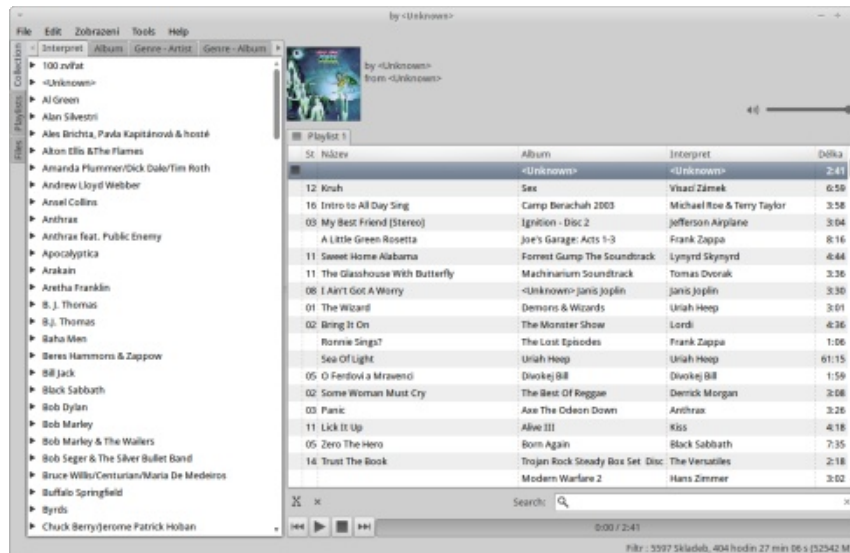 by <Unknown>
File Edit Zobrazeni Tools Help
Collection
Playlists
Files
Interpret Album Genre - Artist Genre - Album
100 zvířat
<Unknown>
Al Green
Alan Silvestri
Ales Brichta, Pavla Kapitánová & hosté
Alton Ellis &The Flames
Amanda Plummer/Dick Dale/Tim Roth
Andrew Lloyd Webber
Ansel Collins
Anthrax
Anthrax feat. Public Enemy
Apocalyptica
Arakain
Aretha Franklin
B. J. Thomas
B.J. Thomas
Baha Men
Beres Hammons & Zappow
Bill Jack
Black Sabbath
Bob Dylan
Bob Marley
Bob Marley & The Wailers
Bob Seger & The Silver Bullet Band
Bruce Willis/Centurian/Maria De Medeiros
Buffalo Springfield
Byrds
Chuck Berry/Jerome Patrick Hoban
by <Unknown>
from <Unknown>
Playlist 1
St Název Album Interpret Délka
<Unknown> <Unknown> 2:41
12 Kruh Sex Visací Zámek 6:59
16 Intro to All Day Sing Camp Berachah 2003 Michael Roe & Terry Taylor 3:58
03 My Best Friend (Stereo) Ignition - Disc 2 Jefferson Airplane 3:04
A Little Green Rosetta Joe's Garage: Acts 1-3 Frank Zappa 8:16
11 Sweet Home Alabama Forrest Gump The Soundtrack Lynyrd Skynyrd 4:44
11 The Glasshouse With Butterfly Machinarium Soundtrack Tomas Dvorak 3:36
08 I Ain't Got A Worry <Unknown> Janis Joplin Janis Joplin 3:30
01 The Wizard Demons & Wizards Uriah Heep 3:01
02 Bring It On The Monster Show Lordi 4:36
Ronnie Sings? The Lost Episodes Frank Zappa 1:06
Sea Of Light Uriah Heep Uriah Heep 61:15
05 O Ferdovi a Mravenci Divokej Bill Divokej Bill 1:59
02 Some Woman Must Cry The Best Of Reggae Derrick Morgan 3:08
03 Panic Axe The Odeon Down Anthrax 3:26
11 Lick It Up Alive III Kiss 4:18
05 Zero The Hero Born Again Black Sabbath 7:35
14 Trust The Book Trojan Rock Steady Box Set Disc The Versatiles 2:18
Modern Warfare 2 Hans Zimmer 3:02
Search:
0:00 / 2:41
Filtr : 5597 Skladeb, 404 hodin 27 min 06 s (52542 M